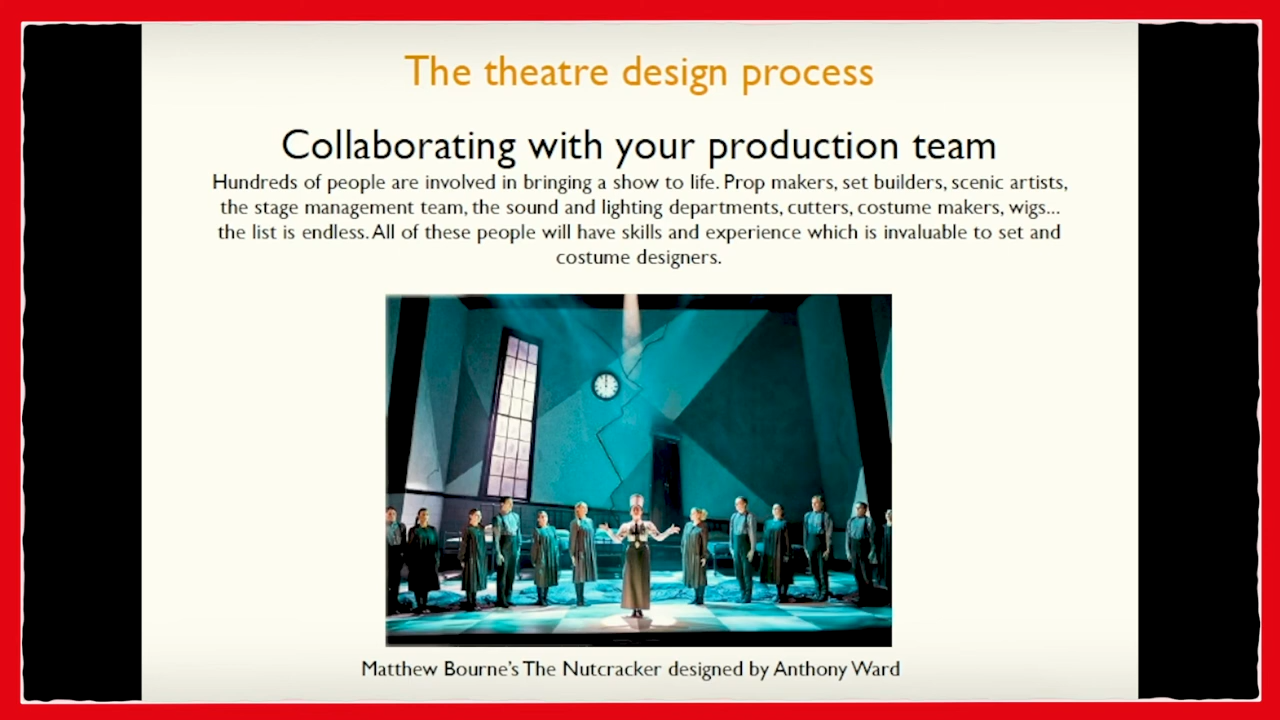 The theatre design process
Collaborating with your production team
Hundreds of people are involved in bringing a show to life. Prop makers, set builders, scenic artists,
the stage management team, the sound and lighting departments, cutters, costume makers, wigs...
the list is endless. All of these people will have skills and experience which is invaluable to set and
costume designers.
Matthew Bourne's The Nutcracker designed by Anthony Ward